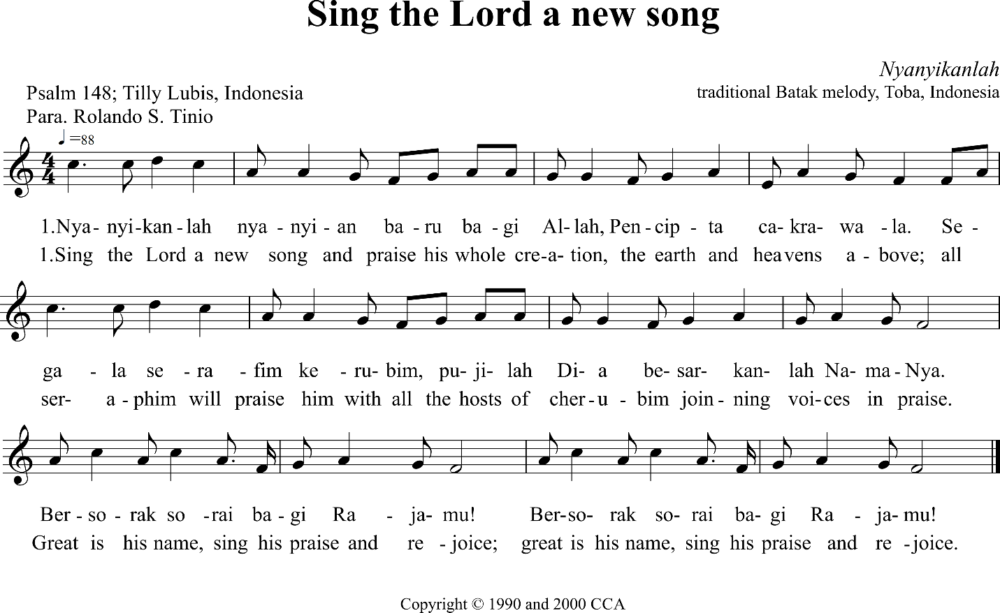 Sing the Lord a new song
Nyanyikanlah
Psalm 148; Tilly Lubis, Indonesia
traditional Batak melody, Toba, Indonesia
Para. Rolando S. Tinio
♩ =88
4/4
1.Nya- nyi-kan - lah nya - nyi - an ba - ru ba - gi Al- lah, Pen - cip - ta ca- kra- wa - la. Se -
1.Sing the Lord a new song and praise his whole cre-a- tion, the earth and heavens a - bove; all
ga - la se - ra - fim ke - ru- bim, pu- ji- lah Di- a be- sar- kan- lah Na- ma - Nya.
ser- a - phim will praise him with all the hosts of cher - u - bim join - ning voi- ces in praise.
Ber - so - rak so -rai ba - gi Ra - ja- mu! Ber-so- rak so- rai ba- gi Ra - ja- mu!
Great is his name, sing his praise and re - joice; great is his name, sing his praise and re -joice.
Copyright © 1990 and 2000 CCA